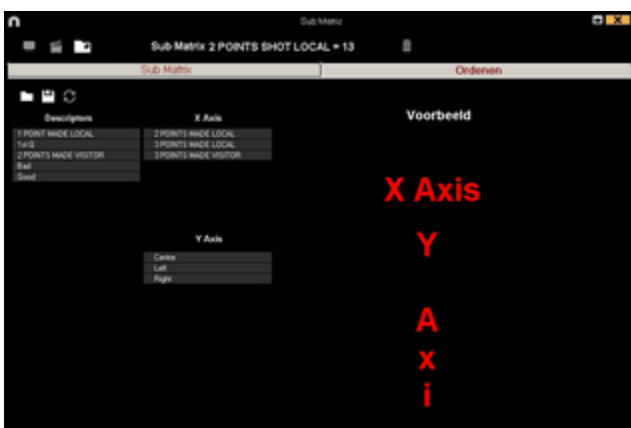 Sub Matrix
Sub Matrix 2 POINTS SHOT LOCAL = 13
Sub Matrix
Ordenen
Descriptors
1 POINT MADE LOCAL
1st Q
2 POINTS MADE VISITOR
Bad
Good
X Axis
2 POINTS MADE LOCAL
3 POINTS MADE LOCAL
3 POINTS MADE VISITOR
Y Axis
Centre
Left
Right
Voorbeeld
X Axis
Y
A
x
i